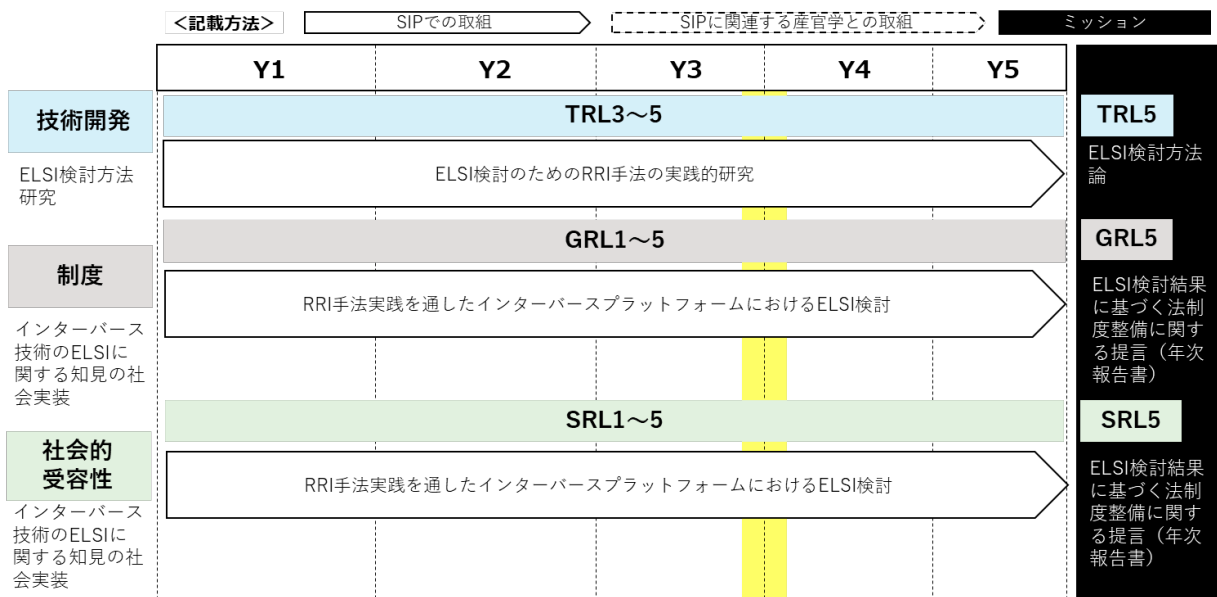 ＜記載方法＞
SIPでの取組
SIPに関連する産官学との取組
ミッション
Y1
Y2
Y3
Y4
Y5
技術開発
TRL3～5
TRL5
ELSI検討方法
研究
ELSI検討のためのRRI手法の実践的研究
ELSI検討方法
論
制度
GRL1～5
GRL5
インターバース
技術のELSIに
関する知見の社
会実装
RRI手法実践を通したインターバースプラットフォームにおけるELSI検討
ELSI検討結果
に基づく法制
度整備に関す
る提言（年次
報告書）
社会的
受容性
SRL1～5
SRL5
インターバース
技術のELSIに
関する知見の社
会実装
RRI手法実践を通したインターバースプラットフォームにおけるELSI検討
ELSI検討結果
に基づく法制
度整備に関す
る提言（年次
報告書）